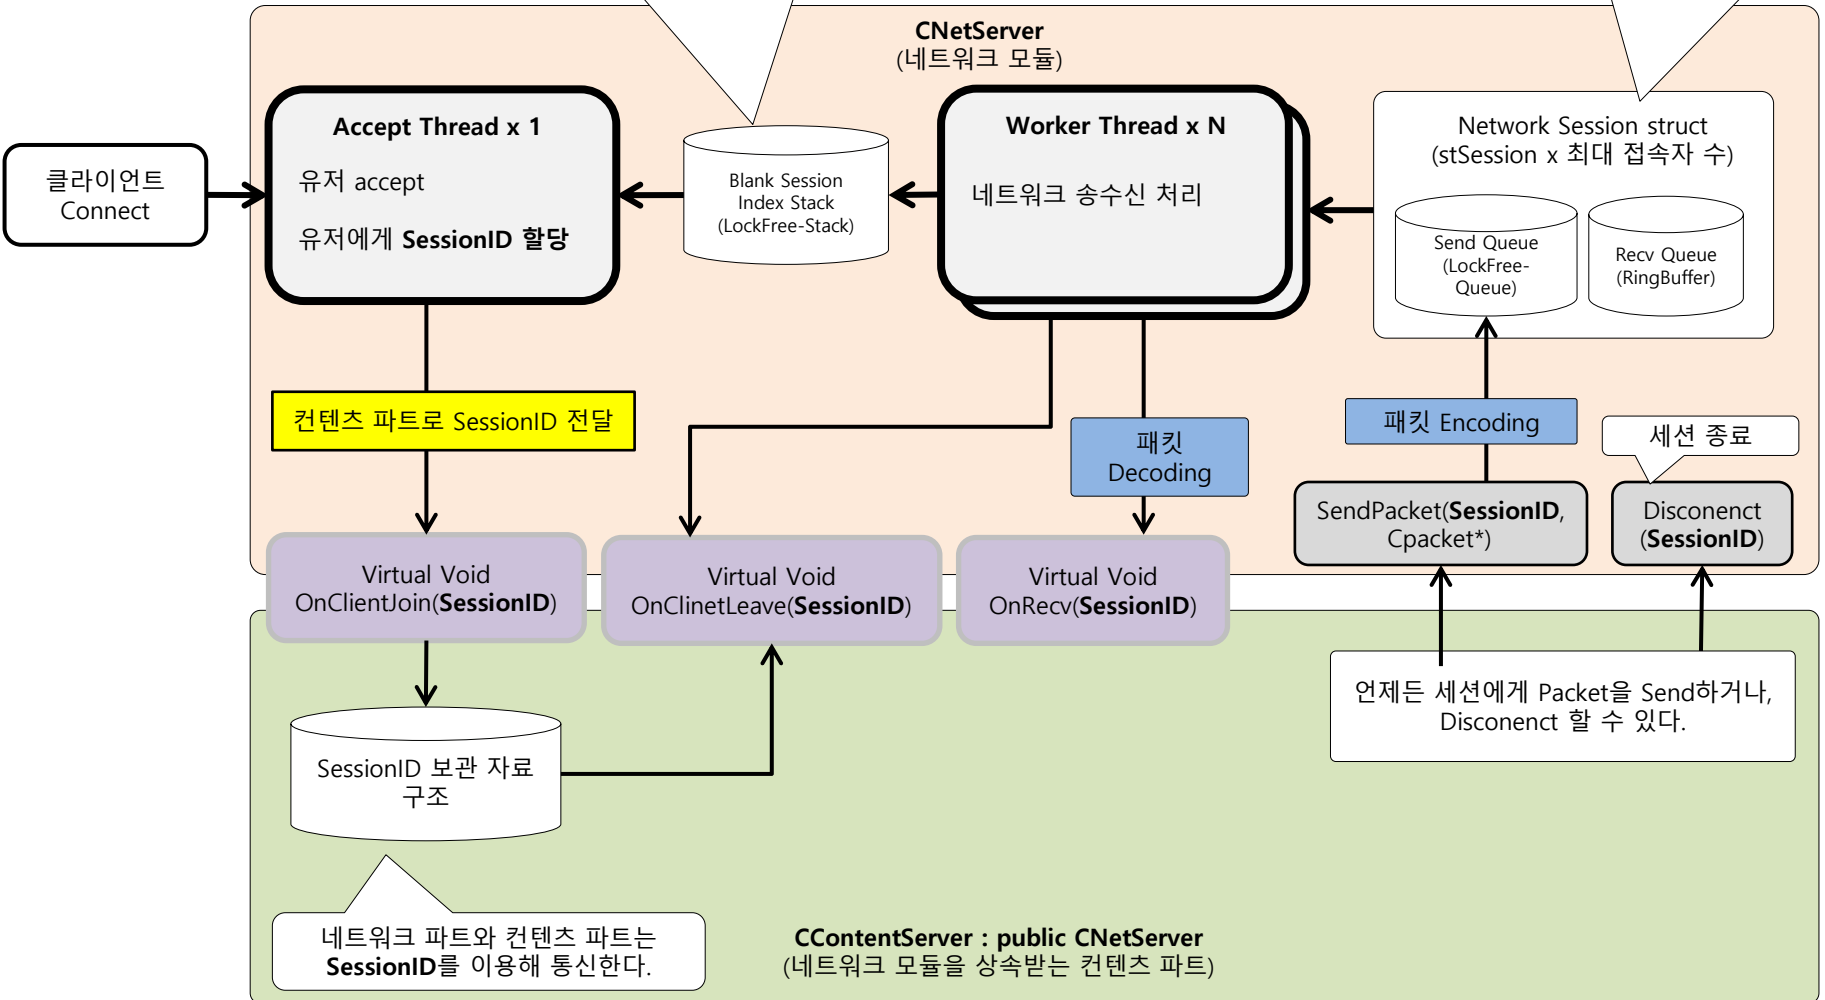 CNetServer
(네트워크 모듈)
클라이언트
Connect
Accept Thread x 1
유저 accept
유저에게 SessionID 할당
Blank Session
Index Stack
(LockFree-Stack)
Worker Thread x N
네트워크 송수신 처리
Network Session struct
(stSession x 최대 접속자 수)
Send Queue
(LockFree-
Queue)
Recv Queue
(RingBuffer)
컨텐츠 파트로 SessionID 전달
패킷
Decoding
패킷 Encoding
세션 종료
SendPacket(SessionID,
Cpacket*)
Disconenct
(SessionID)
Virtual Void
OnClientJoin(SessionID)
Virtual Void
OnClinetLeave(SessionID)
Virtual Void
OnRecv(SessionID)
언제든 세션에게 Packet을 Send하거나,
Disconenct 할 수 있다.
SessionID 보관 자료
구조
네트워크 파트와 컨텐츠 파트는
SessionID를 이용해 통신한다.
CContentServer : public CNetServer
(네트워크 모듈을 상속받는 컨텐츠 파트)